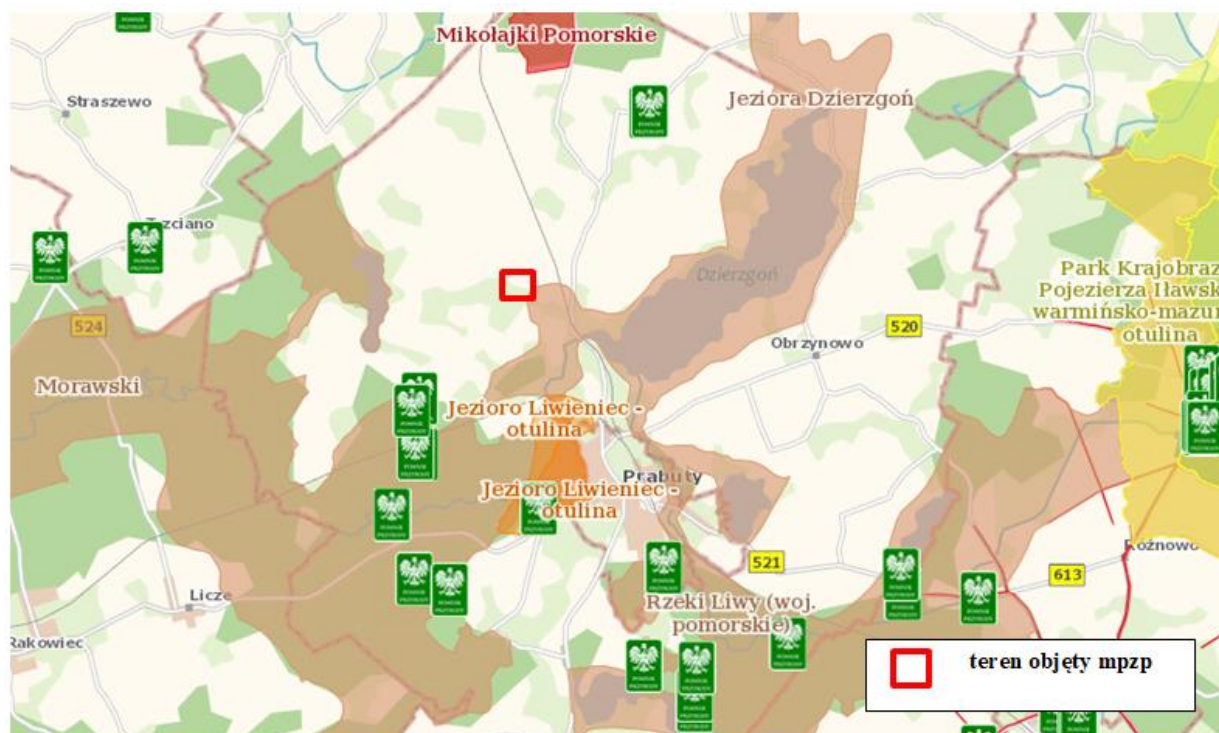 Mikołajki Pomorskie
Straszewo
Jeziora Dzierzgoń
Dzierzgoń
524
Morawski
520
Obrzynowo
Park Krajobraz
Pojezierza Iławsk
warmińsko-mazur
otulina
Jezioro Liwieniec -
otulina
Prabuty
Jezioro Liwieniec -
otulina
521
613
Licze
Rzeki Liwy (woj.
pomorskie)
Rakowiec
teren objęty mpzp